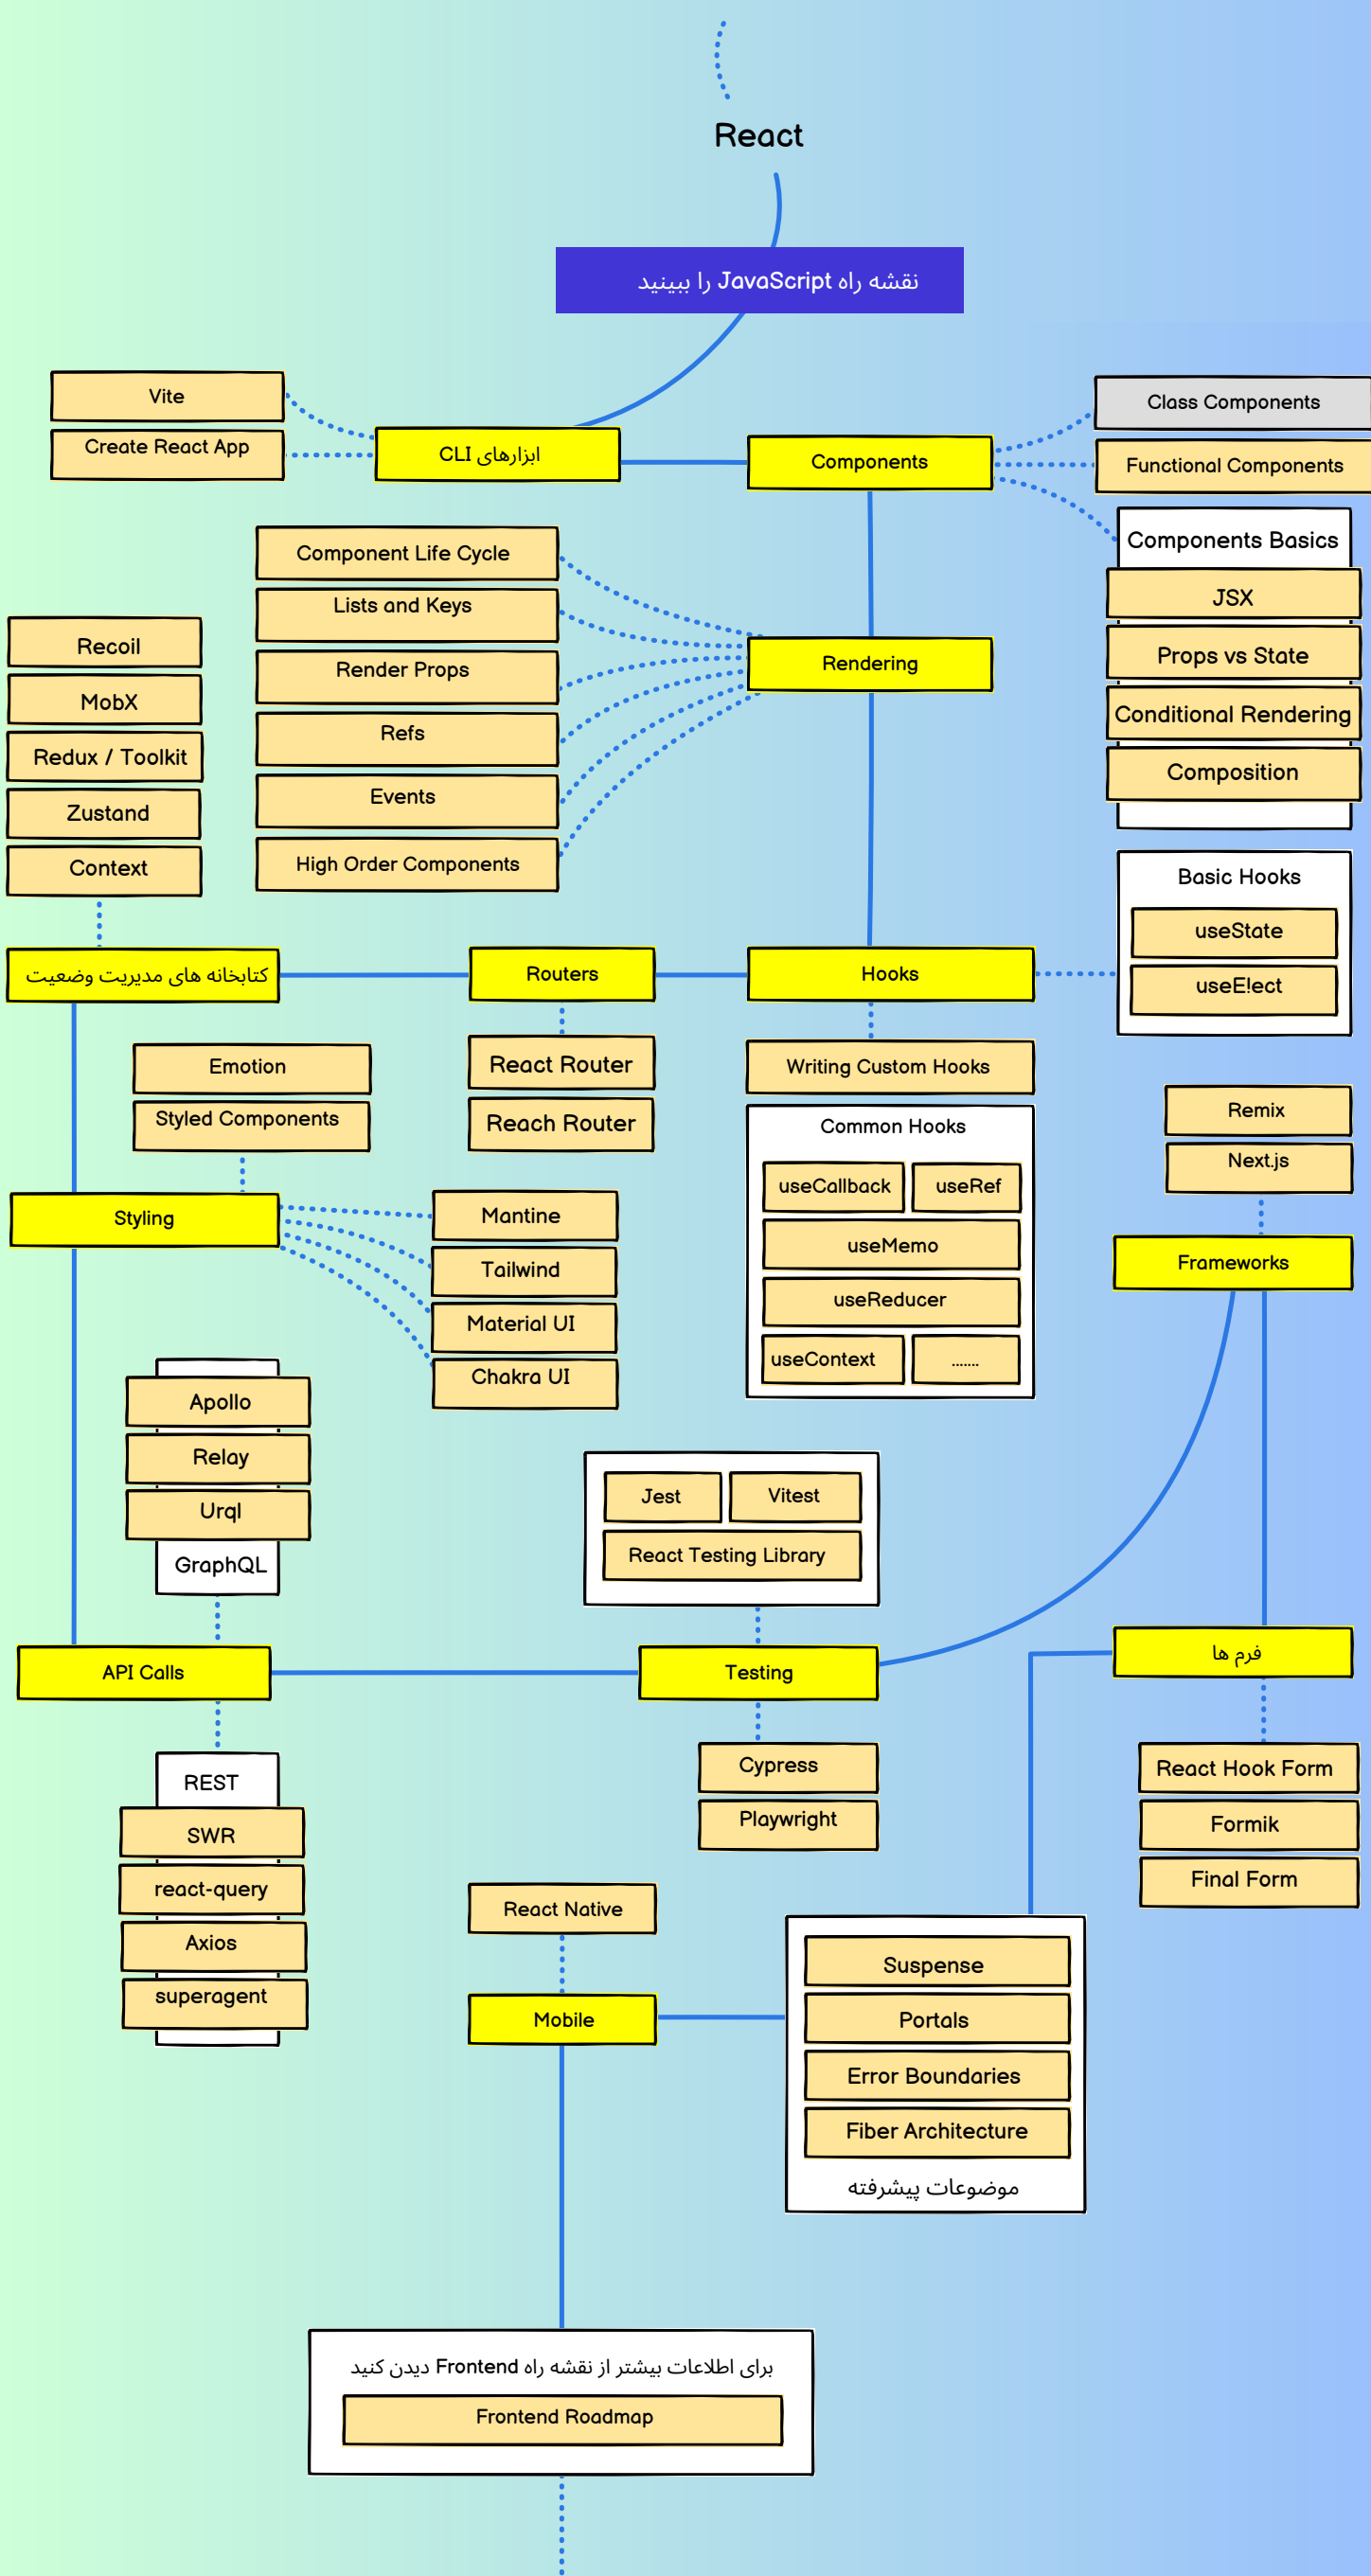 React
نقشه راه JavaScript را ببینید
Vite
Create React App
ابزارهای CLI
Components
Class Components
Functional Components
Components Basics
JSX
Props vs State
Conditional Rendering
Composition
Component Life Cycle
Lists and Keys
Render Props
Refs
Events
High Order Components
Rendering
Recoil
MobX
Redux / Toolkit
Zustand
Context
کتابخانه های مدیریت وضعیت
Routers
Hooks
Basic Hooks
useState
useE!ect
React Router
Reach Router
Writing Custom Hooks
Common Hooks
useCallback
useRef
useMemo
useReducer
useContext
.......
Emotion
Styled Components
Styling
Mantine
Tailwind
Material UI
Chakra UI
Remix
Next.js
Frameworks
Apollo
Relay
Urql
GraphQL
Jest
Vitest
React Testing Library
API Calls
Testing
فرم ها
REST
SWR
react-query
Axios
superagent
Cypress
Playwright
React Hook Form
Formik
Final Form
React Native
Mobile
Suspense
Portals
Error Boundaries
Fiber Architecture
موضوعات پیشرفته
برای اطلاعات بیشتر از نقشه راه Frontend دیدن کنید
Frontend Roadmap